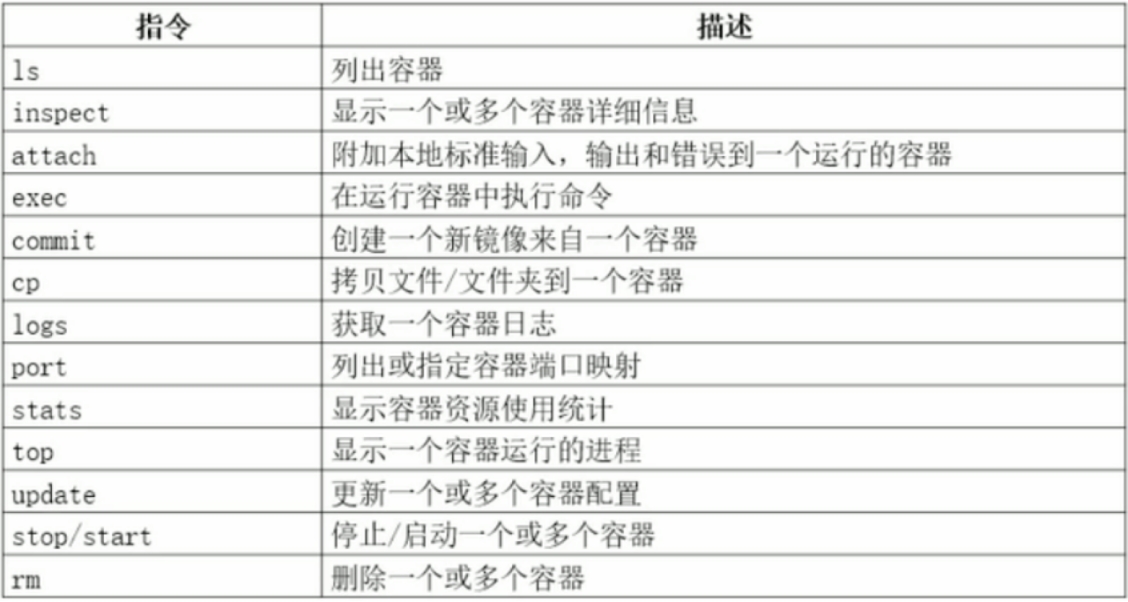 指令 描述
ls 列出容器
inspect 显示一个或多个容器详细信息
attach 附加本地标准输入，输出和错误到一个运行的容器
exec 在运行容器中执行命令
commit 创建一个新镜像来自一个容器
cp 拷贝文件/文件夹到一个容器
logs 获取一个容器日志
port 列出或指定容器端口映射
stats 显示容器资源使用统计
top 显示一个容器运行的进程
update 更新一个或多个容器配置
stop/start 停止/启动一个或多个容器
rm 删除一个或多个容器